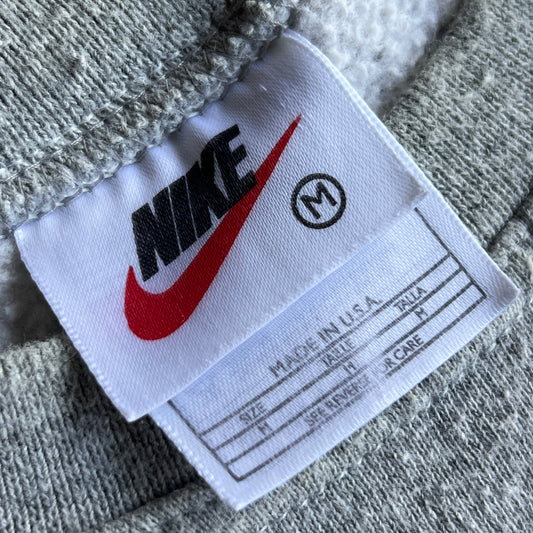 NIKE M
MADE IN U.S.A.
SIZE TAILLE TALLA
M M M
SEE REVERSE FOR CARE